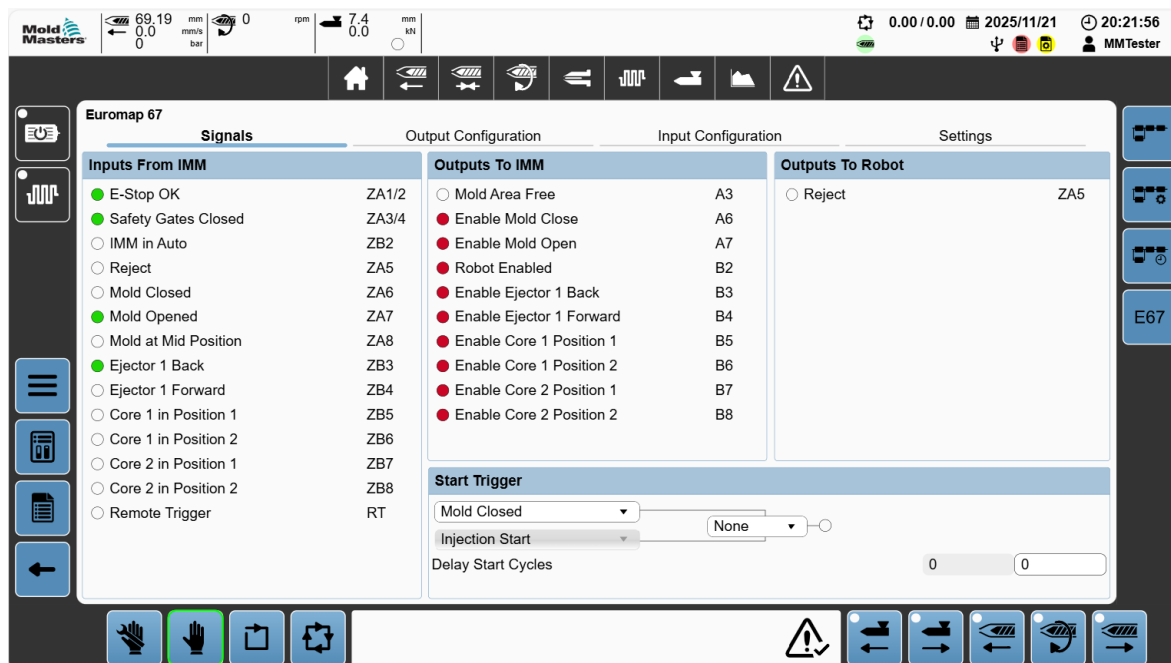 Mold
Masters
69.19 mm
0.0 mm/s
0 bar
0 rpm
7.4 mm
0.0 kN
0.00 / 0.00
2025/11/21
20:21:56
MMTester
Euromap 67
Signals
Output Configuration
Input Configuration
Settings
Inputs From IMM
E-Stop OK ZA1/2
Safety Gates Closed ZA3/4
IMM in Auto ZB2
Reject ZA5
Mold Closed ZA6
Mold Opened ZA7
Mold at Mid Position ZA8
Ejector 1 Back ZB3
Ejector 1 Forward ZB4
Core 1 in Position 1 ZB5
Core 1 in Position 2 ZB6
Core 2 in Position 1 ZB7
Core 2 in Position 2 ZB8
Remote Trigger RT
Outputs To IMM
Mold Area Free A3
Enable Mold Close A6
Enable Mold Open A7
Robot Enabled B2
Enable Ejector 1 Back B3
Enable Ejector 1 Forward B4
Enable Core 1 Position 1 B5
Enable Core 1 Position 2 B6
Enable Core 2 Position 1 B7
Enable Core 2 Position 2 B8
Outputs To Robot
Reject ZA5
Start Trigger
Mold Closed
Injection Start
None
Delay Start Cycles 0 0
E67